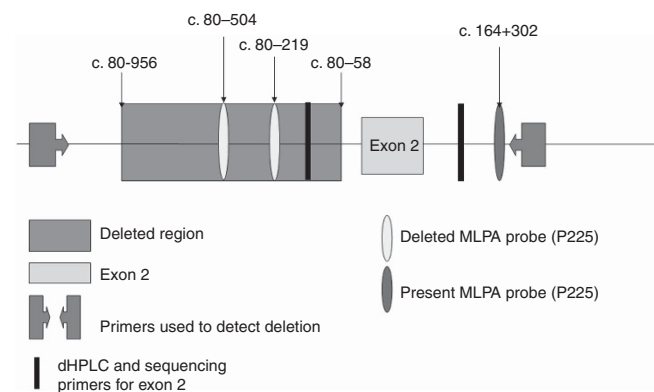 c. 80–504
c. 164+302
c. 80–219
c. 80-956
c. 80–58
Exon 2
Deleted region
Deleted MLPA probe (P225)
Exon 2
Present MLPA probe (P225)
Primers used to detect deletion
dHPLC and sequencing
primers for exon 2